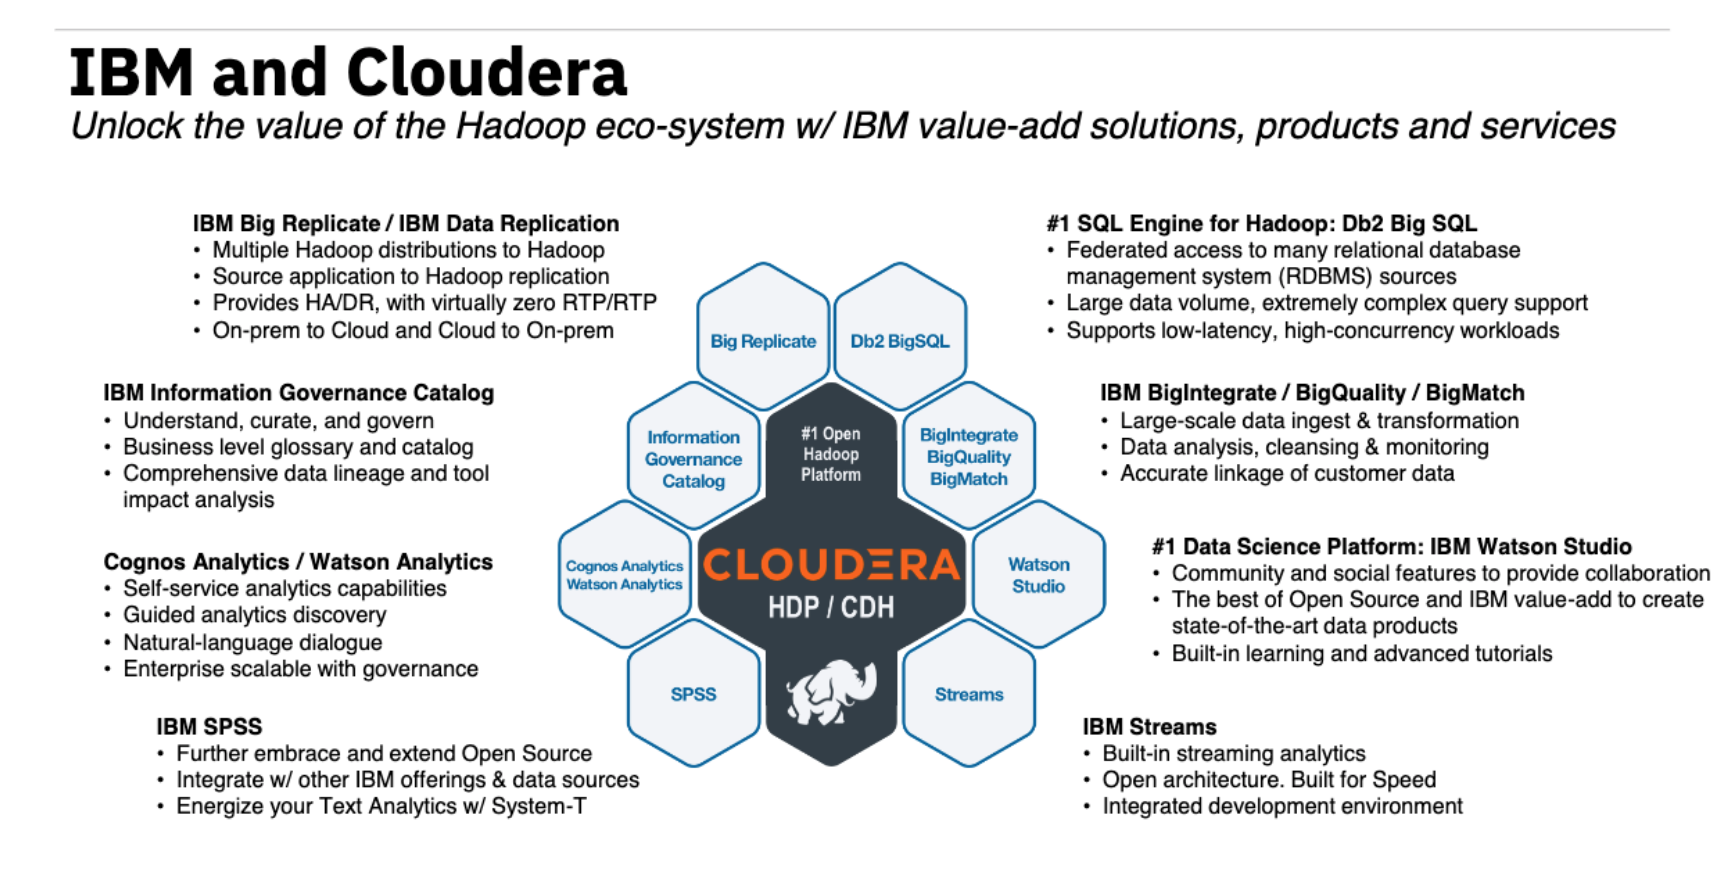 IBM and Cloudera
Unlock the value of the Hadoop eco-system w/ IBM value-add solutions, products and services
IBM Big Replicate / IBM Data Replication
• Multiple Hadoop distributions to Hadoop
• Source application to Hadoop replication
• Provides HA/DR, with virtually zero RTP/RTP
• On-prem to Cloud and Cloud to On-prem
IBM Information Governance Catalog
• Understand, curate, and govern
• Business level glossary and catalog
• Comprehensive data lineage and tool
impact analysis
Cognos Analytics / Watson Analytics
• Self-service analytics capabilities
• Guided analytics discovery
• Natural-language dialogue
• Enterprise scalable with governance
IBM SPSS
• Further embrace and extend Open Source
• Integrate w/ other IBM offerings & data sources
• Energize your Text Analytics w/ System-T
Big Replicate
Db2 BigSQL
Information
Governance
Catalog
#1 Open
Hadoop
Platform
BigIntegrate
BigQuality
BigMatch
Cognos Analytics
Watson Analytics
CLOUDERA
HDP / CDH
Watson
Studio
SPSS
Streams
#1 SQL Engine for Hadoop: Db2 Big SQL
• Federated access to many relational database
management system (RDBMS) sources
• Large data volume, extremely complex query support
• Supports low-latency, high-concurrency workloads
IBM BigIntegrate / BigQuality / BigMatch
• Large-scale data ingest & transformation
• Data analysis, cleansing & monitoring
• Accurate linkage of customer data
#1 Data Science Platform: IBM Watson Studio
• Community and social features to provide collaboration
• The best of Open Source and IBM value-add to create
state-of-the-art data products
• Built-in learning and advanced tutorials
IBM Streams
• Built-in streaming analytics
• Open architecture. Built for Speed
• Integrated development environment